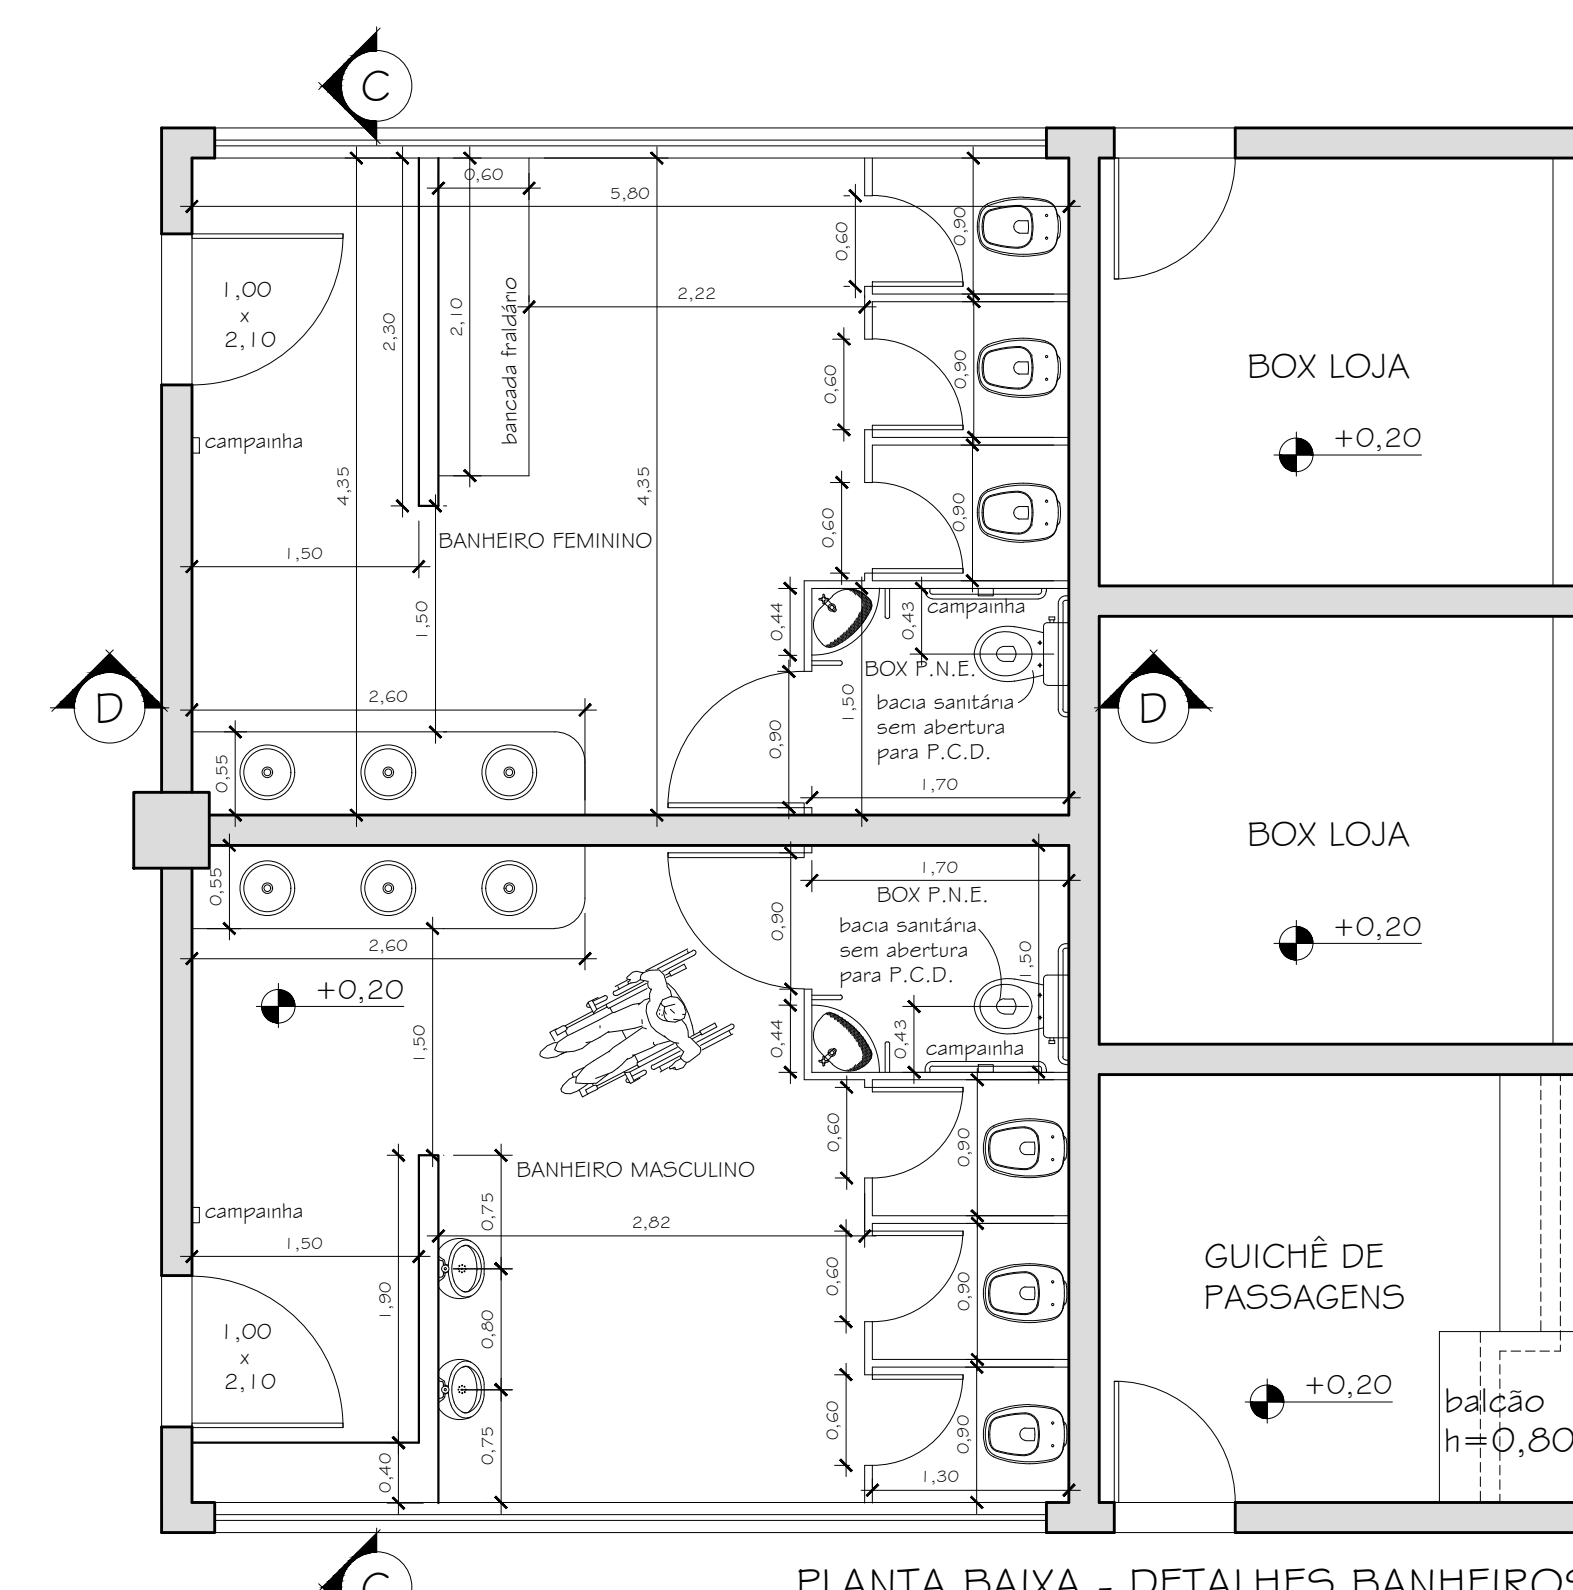 C
0,60
5,80
0,90
0,60
1,00
x
2,10
2,30
2,10
bancada fraldário
2,22
0,60
0,90
BOX LOJA
+0,20
campainha
4,35
4,35
0,60
0,90
BANHEIRO FEMININO
1,50
1,50
0,44
0,43
campainha
BOX P.N.E.
bacia sanitária
sem abertura
para P.C.D.
1,50
0,90
D
D
2,60
0,55
1,70
BOX LOJA
+0,20
0,55
2,60
1,70
BOX P.N.E.
bacia sanitária
sem abertura
para P.C.D.
0,90
1,50
+0,20
1,50
0,44
0,43
campainha
0,60
0,90
BANHEIRO MASCULINO
campainha
0,75
2,82
1,50
0,60
0,90
GUICHÊ DE
PASSAGENS
1,90
0,80
1,00
x
2,10
+0,20
balcão
h=0,80
0,60
0,90
0,75
0,40
1,30
C
PLANTA BAIXA - DETALHES BANHEIROS